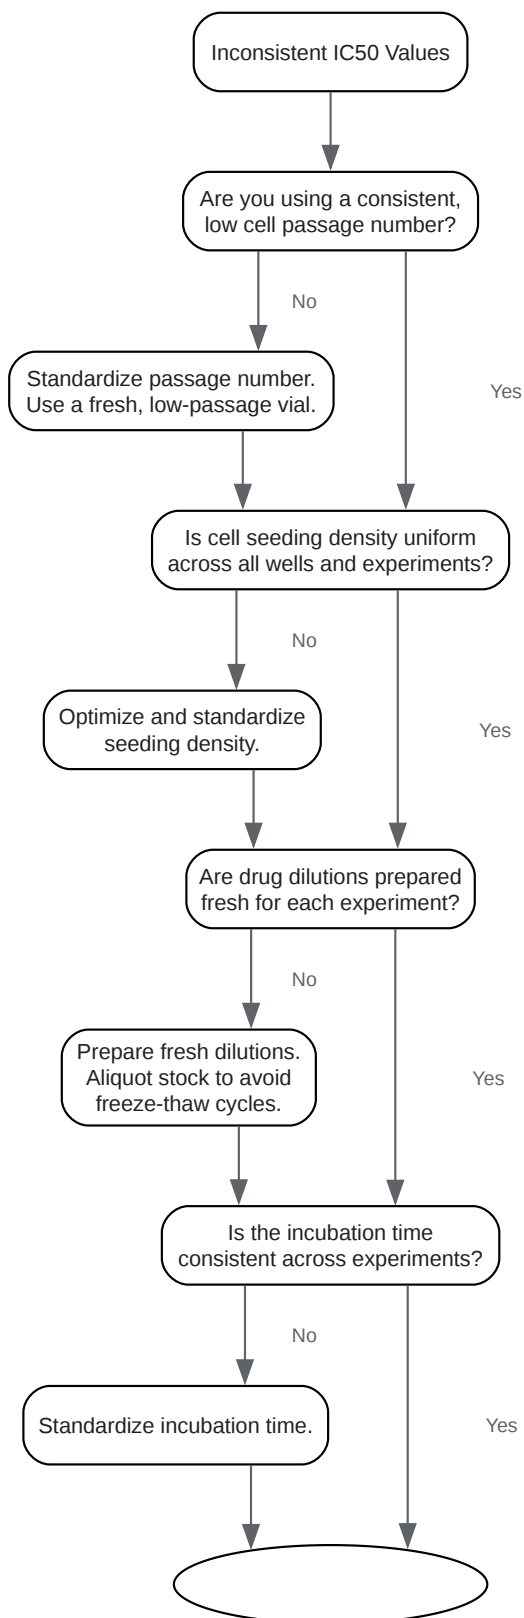 Inconsistent IC50 Values
Are you using a consistent,
low cell passage number?
No
Standardize passage number.
Use a fresh, low-passage vial.
Yes
Is cell seeding density uniform
across all wells and experiments?
No
Optimize and standardize
seeding density.
Yes
Are drug dilutions prepared
fresh for each experiment?
No
Prepare fresh dilutions.
Aliquot stock to avoid
freeze-thaw cycles.
Yes
Is the incubation time
consistent across experiments?
No
Standardize incubation time.
Yes